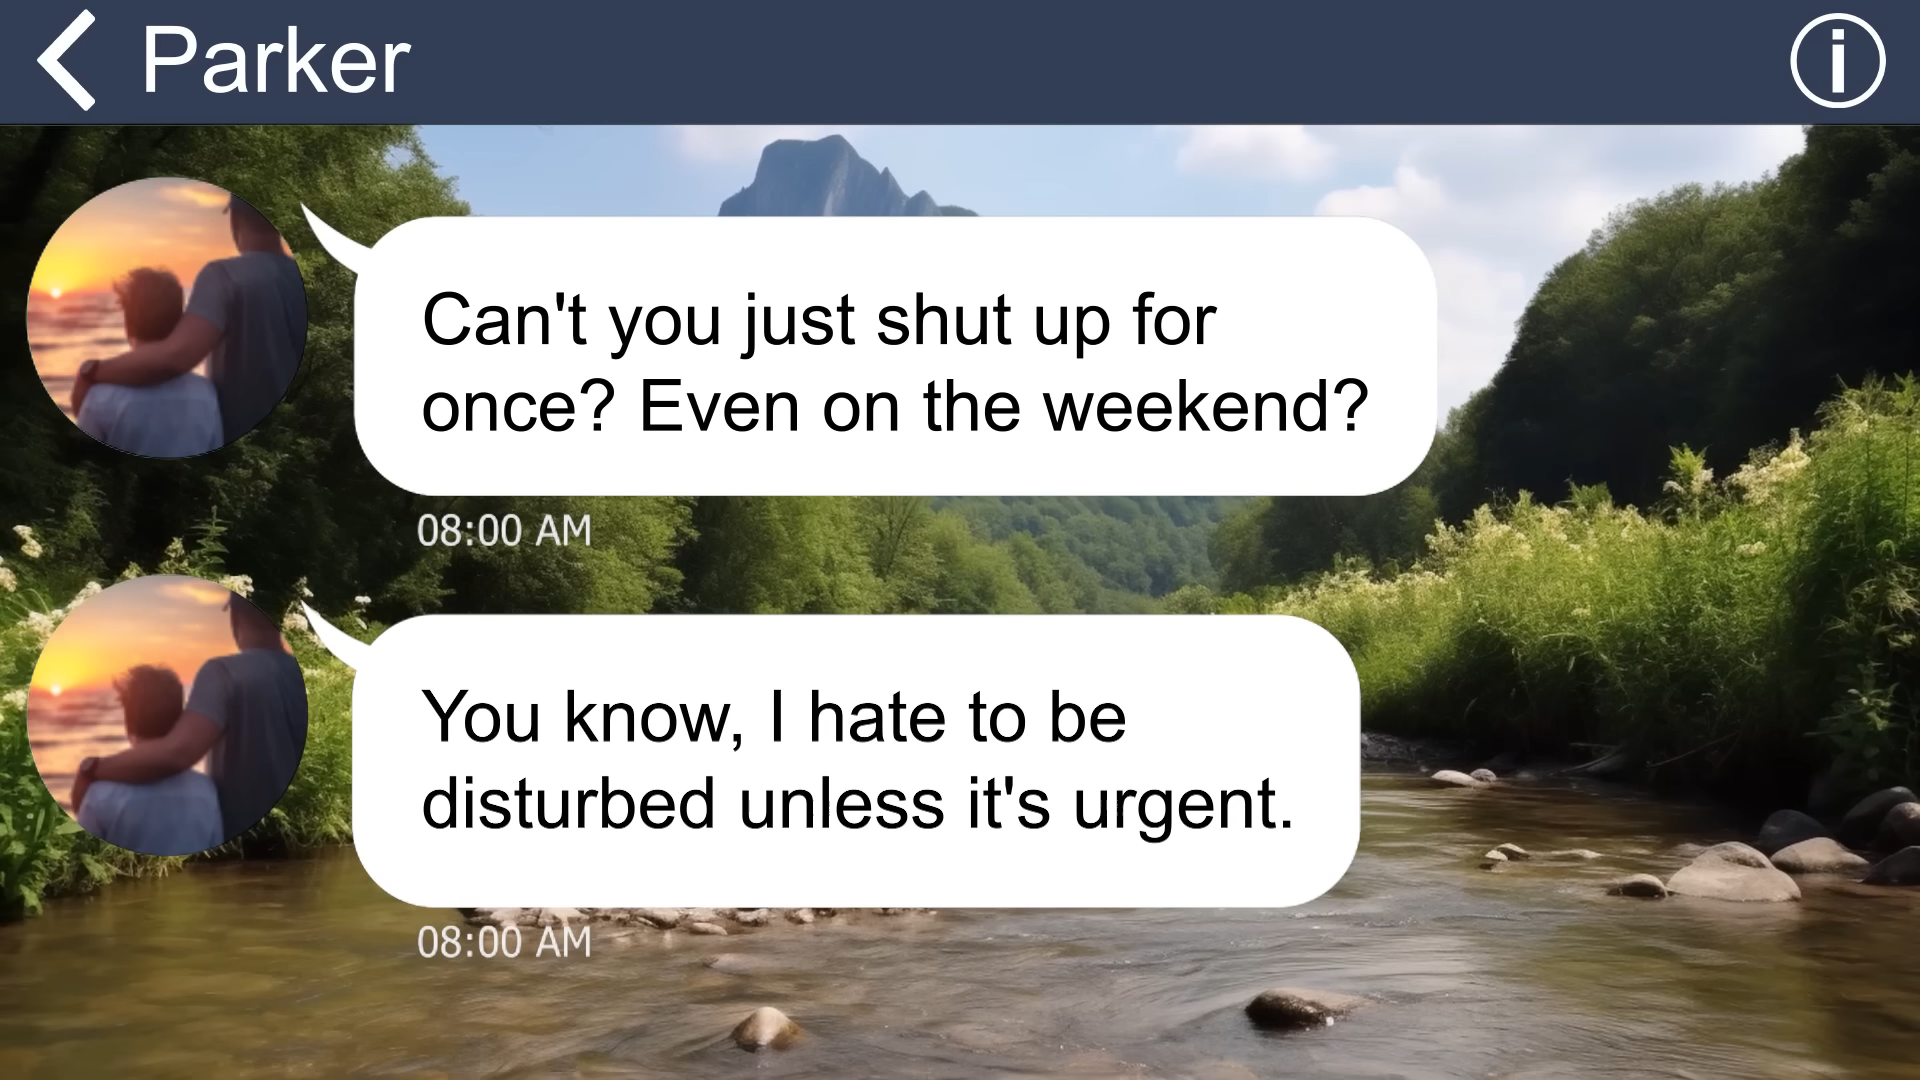 Parker
Can't you just shut up for
once? Even on the weekend?
08:00 AM
You know, I hate to be
disturbed unless it's urgent.
08:00 AM